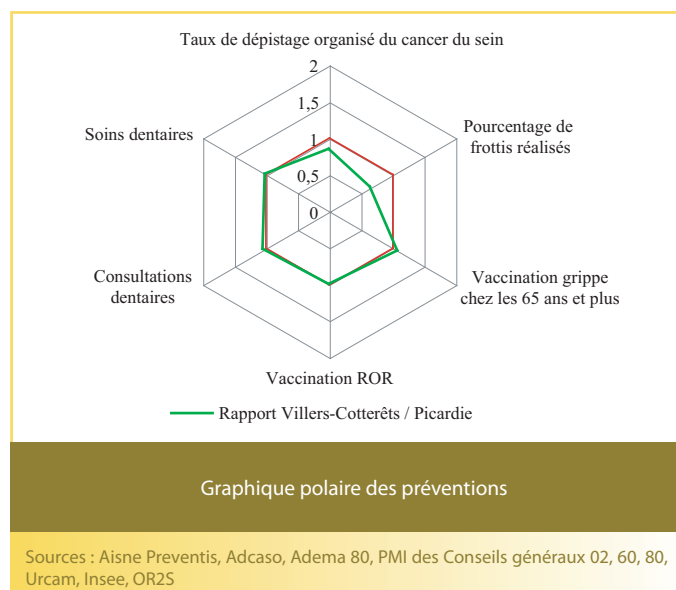 Taux de dépistage organisé du cancer du sein
2
1,5
1
0,5
0
Pourcentage de
frottis réalisés
Vaccination grippe
chez les 65 ans et plus
Vaccination ROR
Consultations
dentaires
Soins dentaires
Rapport Villers-Cotterêts / Picardie
Graphique polaire des préventions
Sources : Aisne Preventis, Adcaso, Adema 80, PMI des Conseils généraux 02, 60, 80,
Urcam, Insee, OR2S